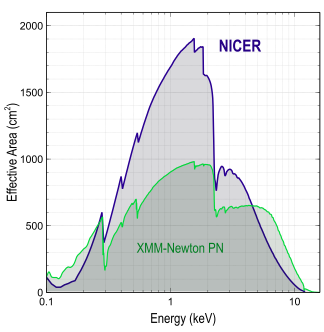 2000
NICER
1500
Effective Area (cm²)
1000
500
XMM-Newton PN
0
0.1
1
10
Energy (keV)